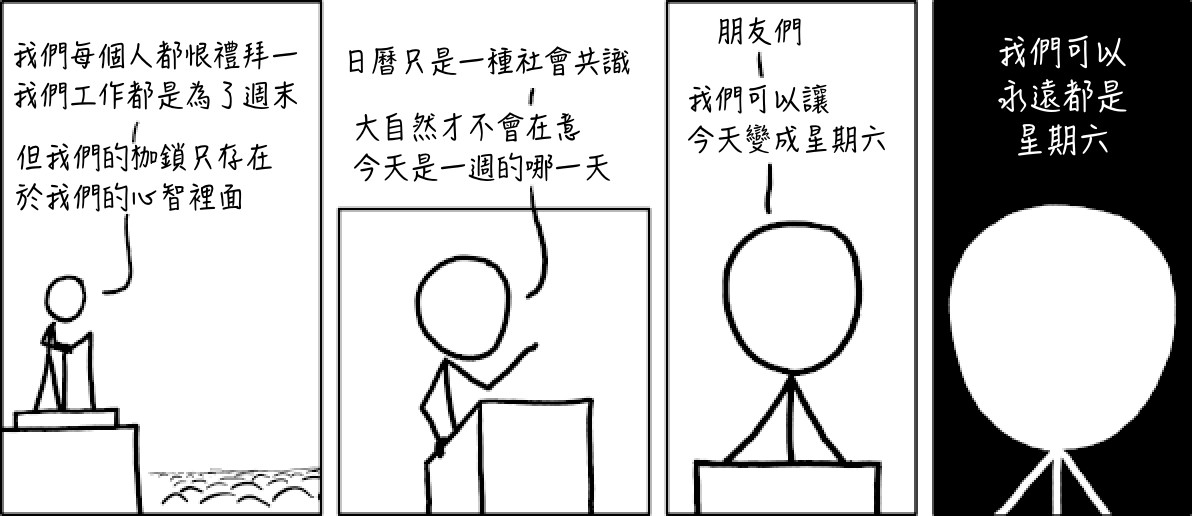 我們每個人都恨禮拜一
我們工作都是為了週末
但我們的枷鎖只存在
於我們的心智裡面
日曆只是一種社會共識
大自然才不會在意
今天是一週的哪一天
朋友們
我們可以讓
今天變成星期六
我們可以
永遠都是
星期六